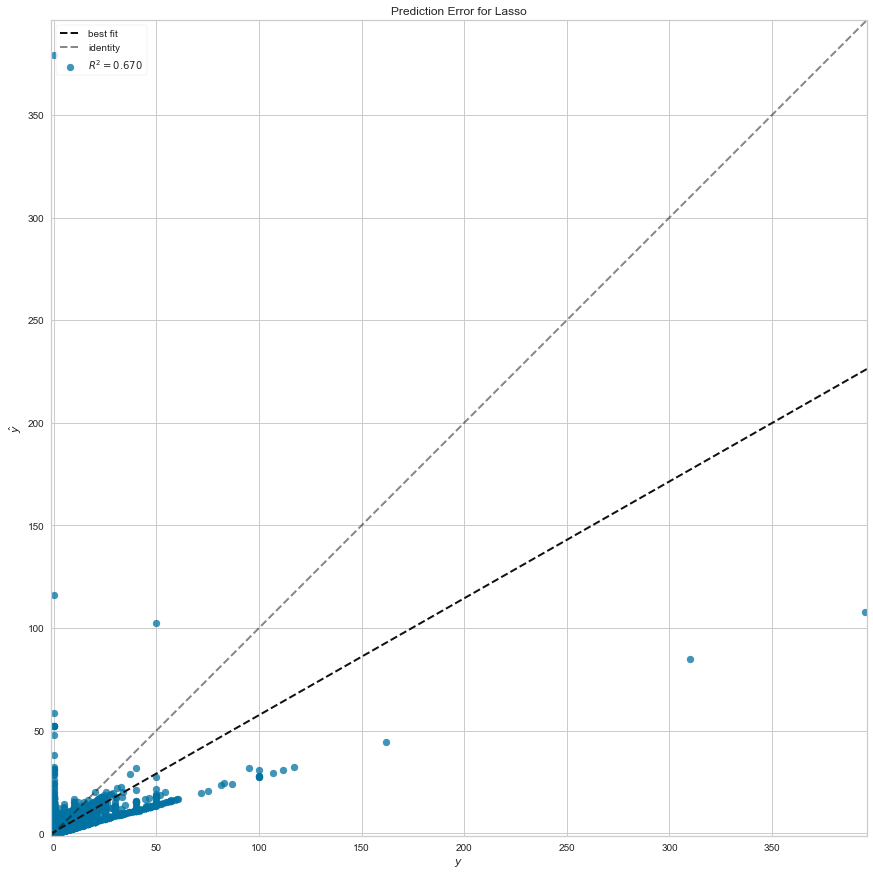 Prediction Error for Lasso
best fit
identity
R² = 0.670
350
300
250
200
150
100
50
0
ŷ
0 50 100 150 200 250 300 350
y